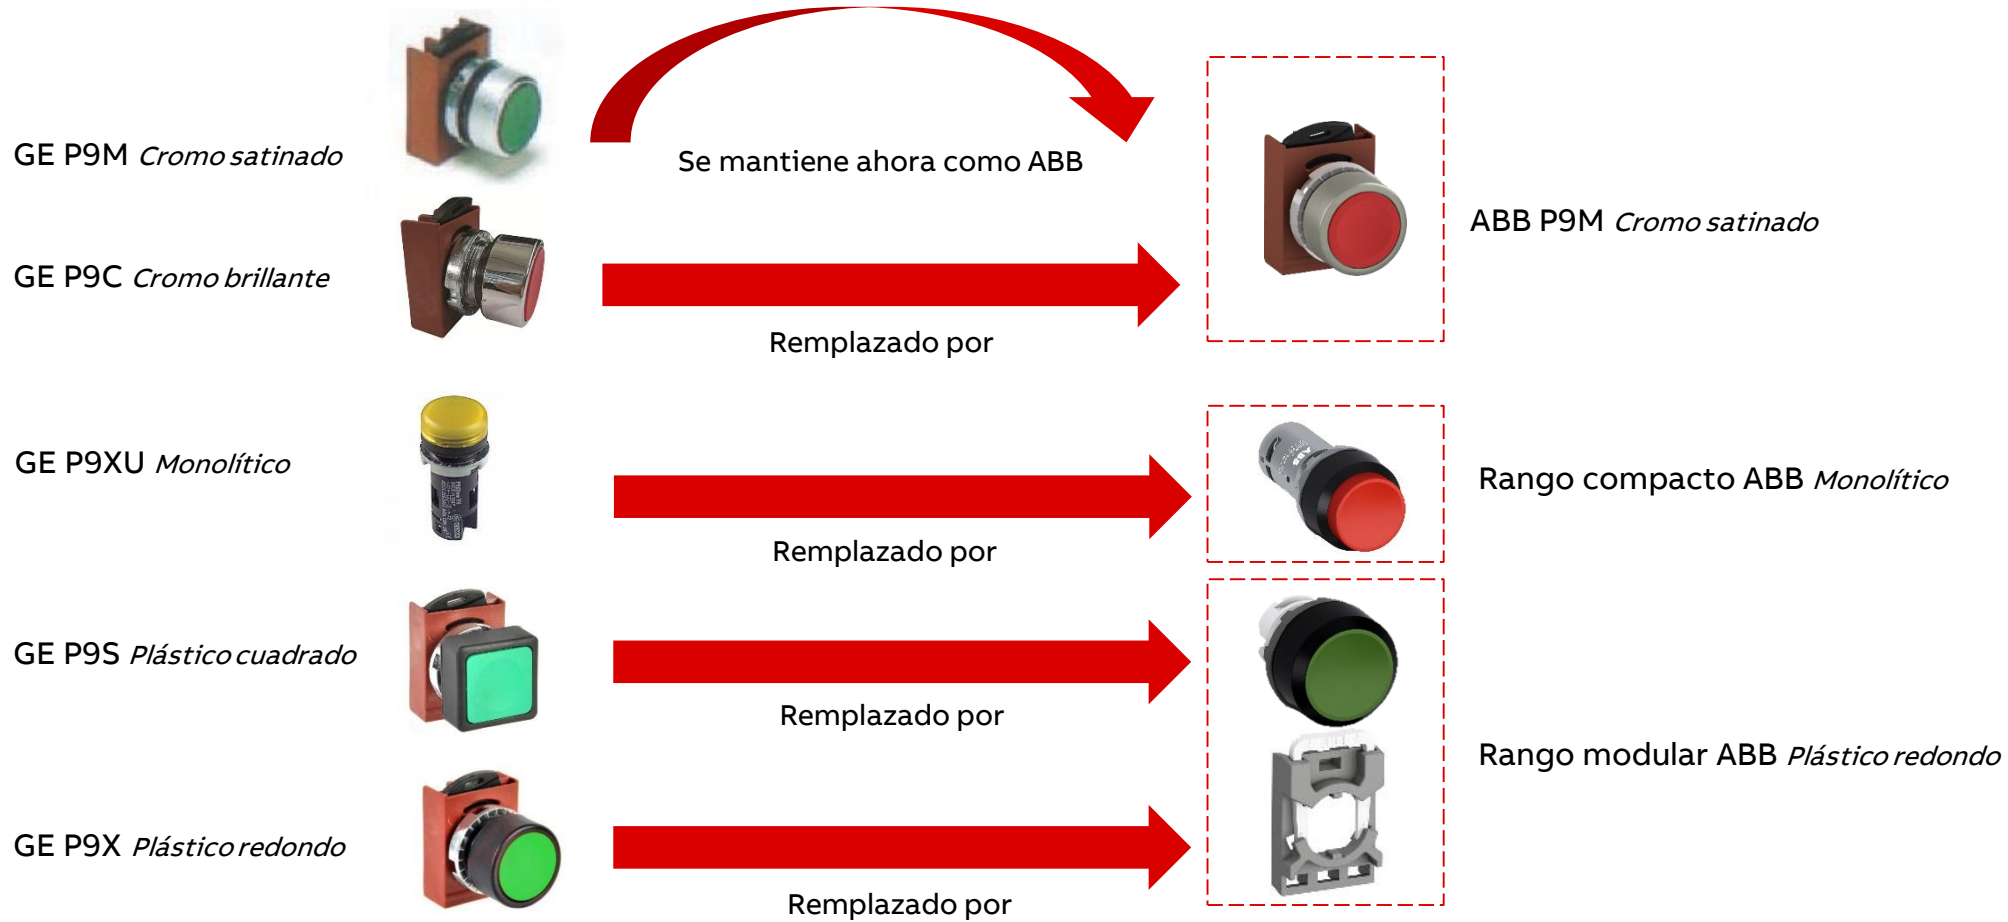 GE P9M Cromo satinado
Se mantiene ahora como ABB
ABB P9M Cromo satinado
GE P9C Cromo brillante
Remplazado por
GE P9XU Monolítico
ABB
Rango compacto ABB Monolítico
Remplazado por
GE P9S Plástico cuadrado
Remplazado por
Rango modular ABB Plástico redondo
GE P9X Plástico redondo
Remplazado por